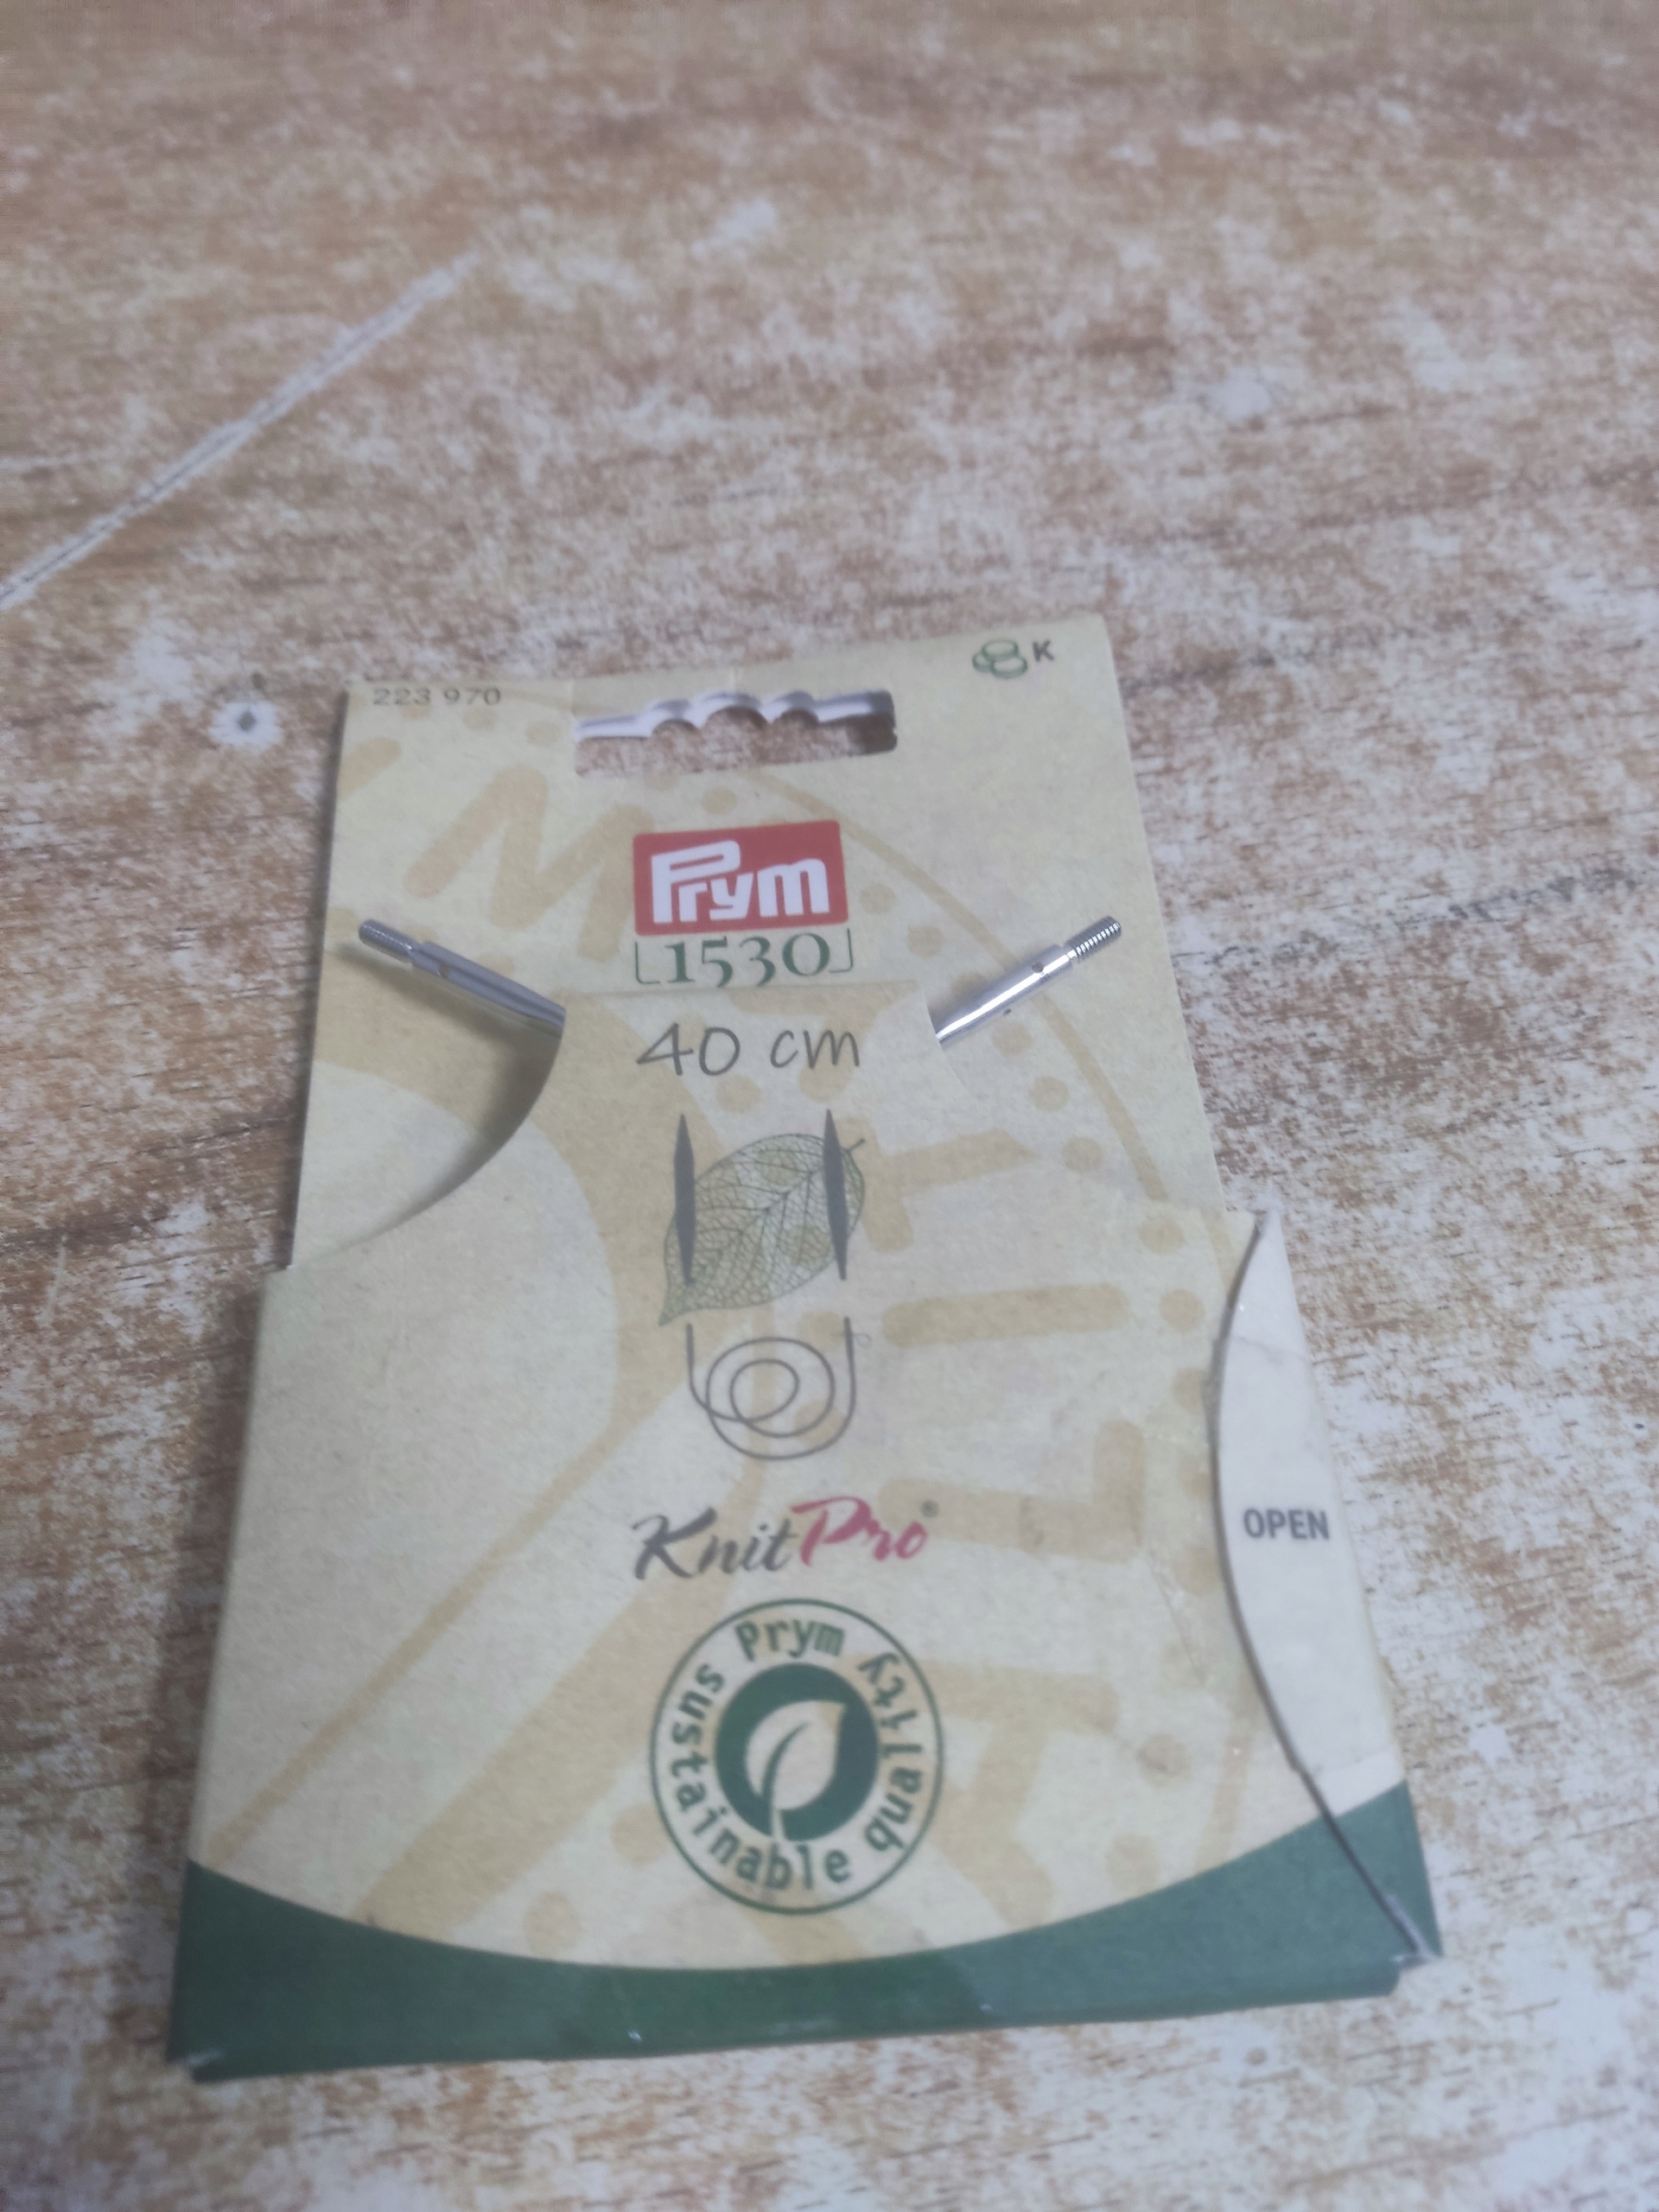 223 970
K
Prym
1530
40 cm
KnitPro®
OPEN
Prym
sustainable quality